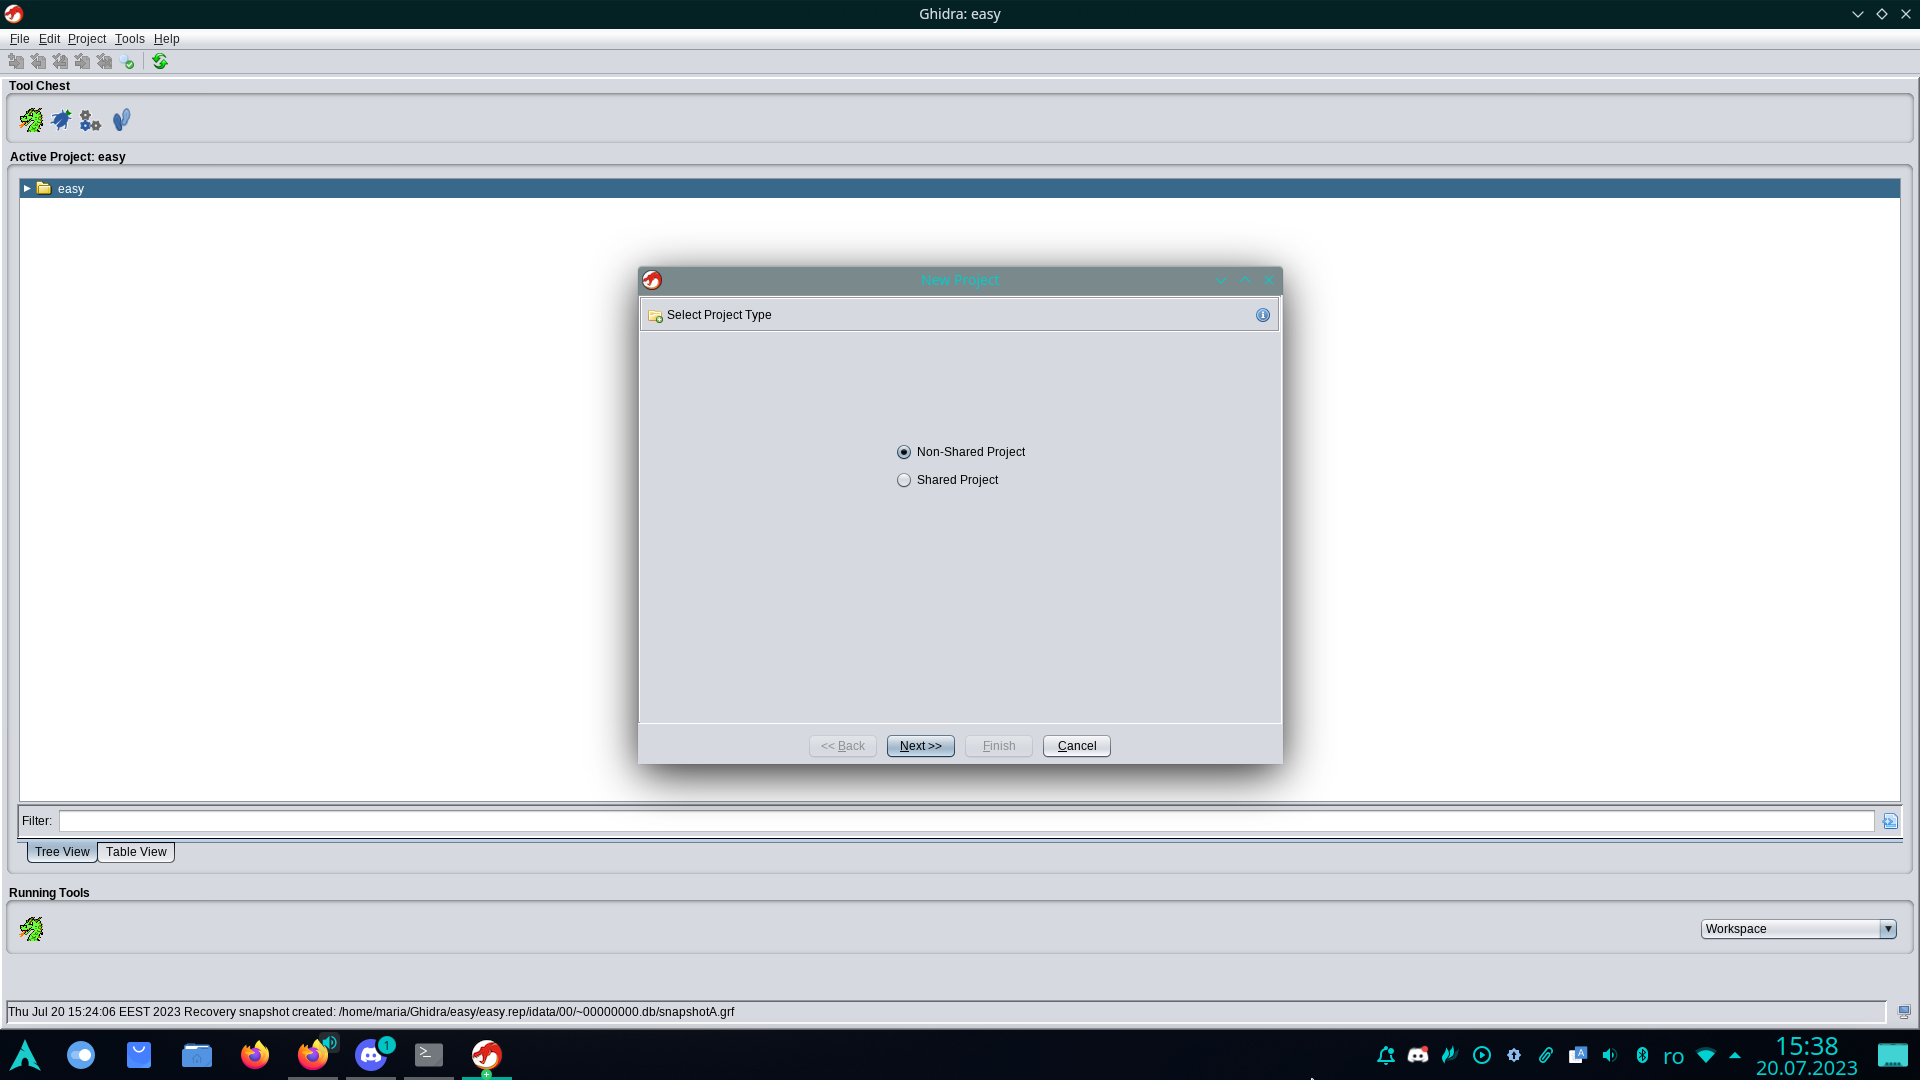 Ghidra: easy
File Edit Project Tools Help
Tool Chest
Active Project: easy
easy
New Project
Select Project Type
Non-Shared Project
Shared Project
<< Back Next >> Finish Cancel
Filter:
Tree View Table View
Running Tools
Workspace
Thu Jul 20 15:24:06 EEST 2023 Recovery snapshot created: /home/maria/Ghidra/easy/easy.rep/idata/00/~00000000.db/snapshotA.grf
1
ro
15:38
20.07.2023